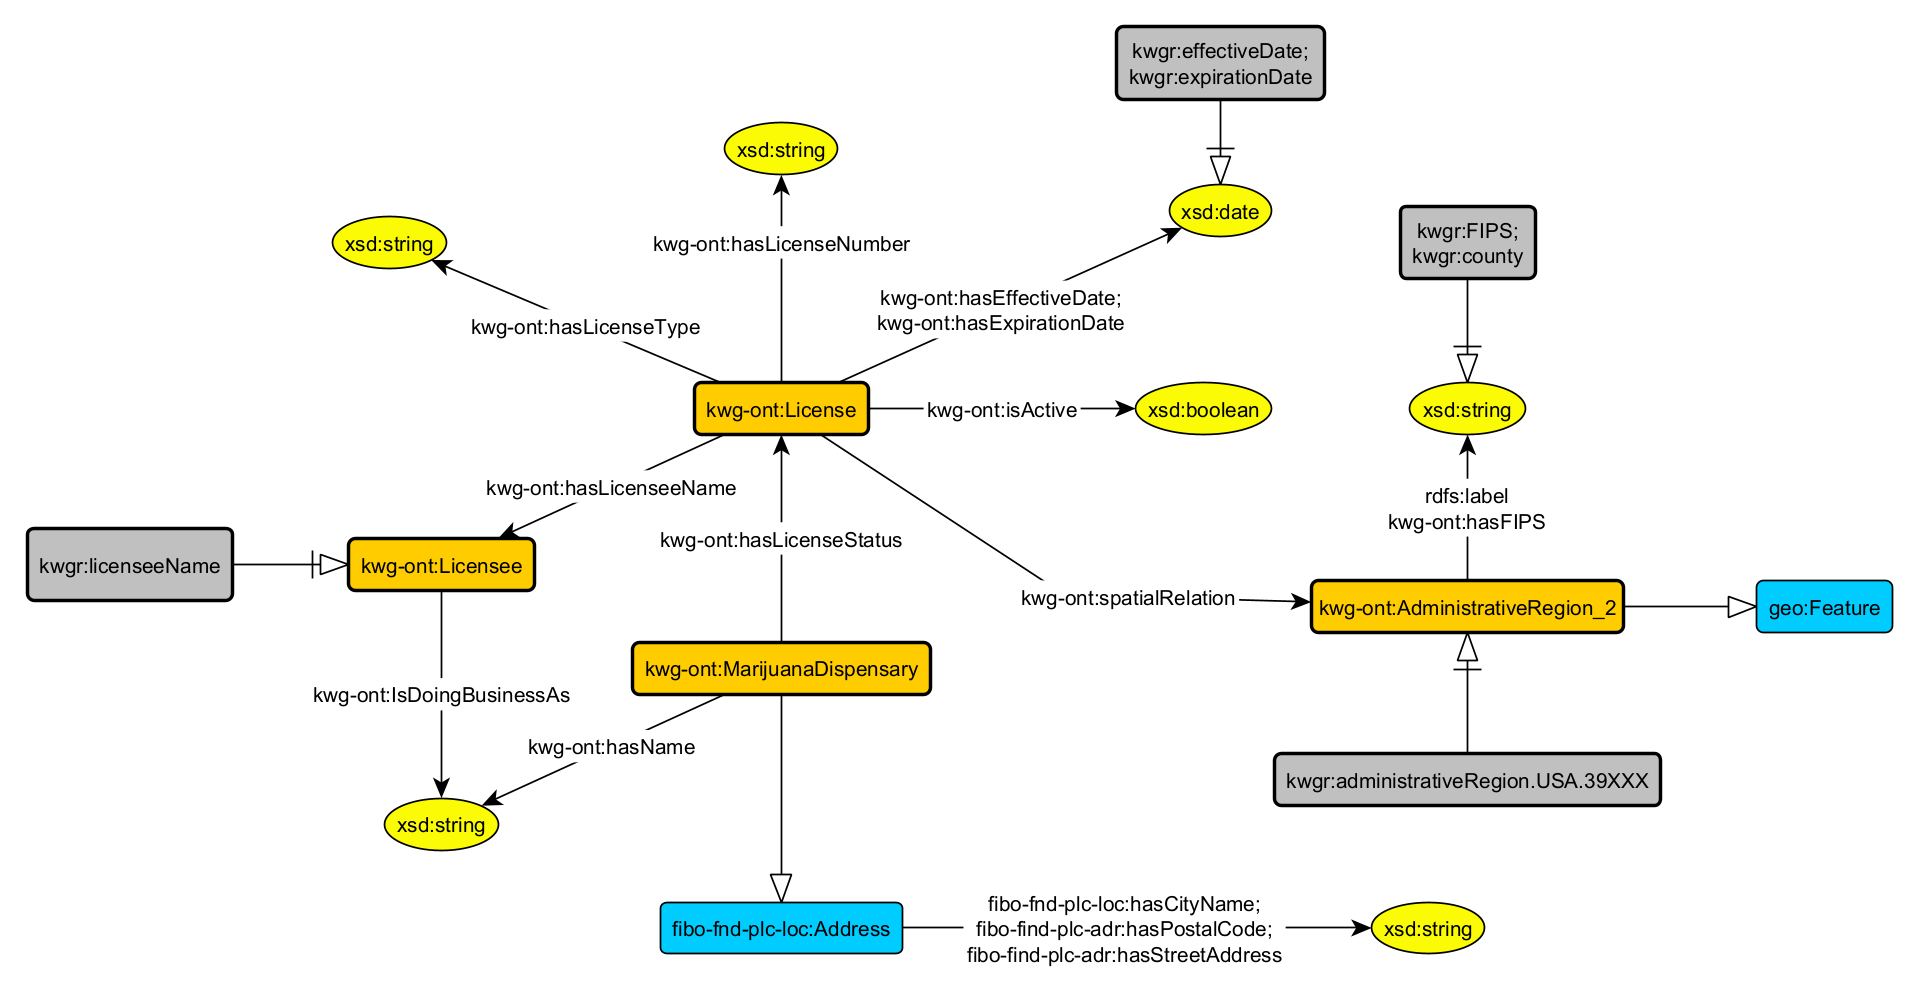 kwgr:effectiveDate;
kwgr:expirationDate
xsd:string
xsd:string
kwg-ont:hasLicenseNumber
xsd:date
kwgr:FIPS;
kwgr:county
kwg-ont:hasLicenseType
kwg-ont:hasEffectiveDate;
kwg-ont:hasExpirationDate
kwg-ont:License
kwg-ont:isActive
xsd:boolean
xsd:string
kwg-ont:hasLicenseeName
rdfs:label
kwg-ont:hasFIPS
kwgr:licenseeName
kwg-ont:Licensee
kwg-ont:hasLicenseStatus
kwg-ont:spatialRelation
kwg-ont:AdministrativeRegion_2
geo:Feature
kwg-ont:IsDoingBusinessAs
kwg-ont:MarijuanaDispensary
kwg-ont:hasName
kwgr:administrativeRegion.USA.39XXX
xsd:string
fibo-fnd-plc-loc:Address
fibo-fnd-plc-loc:hasCityName;
fibo-find-plc-adr:hasPostalCode;
fibo-find-plc-adr:hasStreetAddress
xsd:string